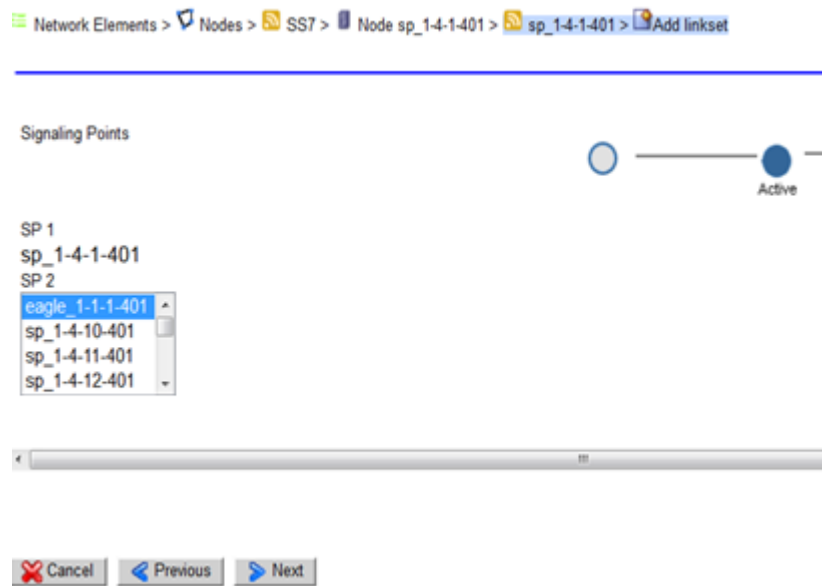 Network Elements > Nodes > SS7 > Node sp_1-4-1-401 > sp_1-4-1-401 > Add linkset
Signaling Points
Active
SP 1
sp_1-4-1-401
SP 2
eagle_1-1-1-401
sp_1-4-10-401
sp_1-4-11-401
sp_1-4-12-401
Cancel Previous Next